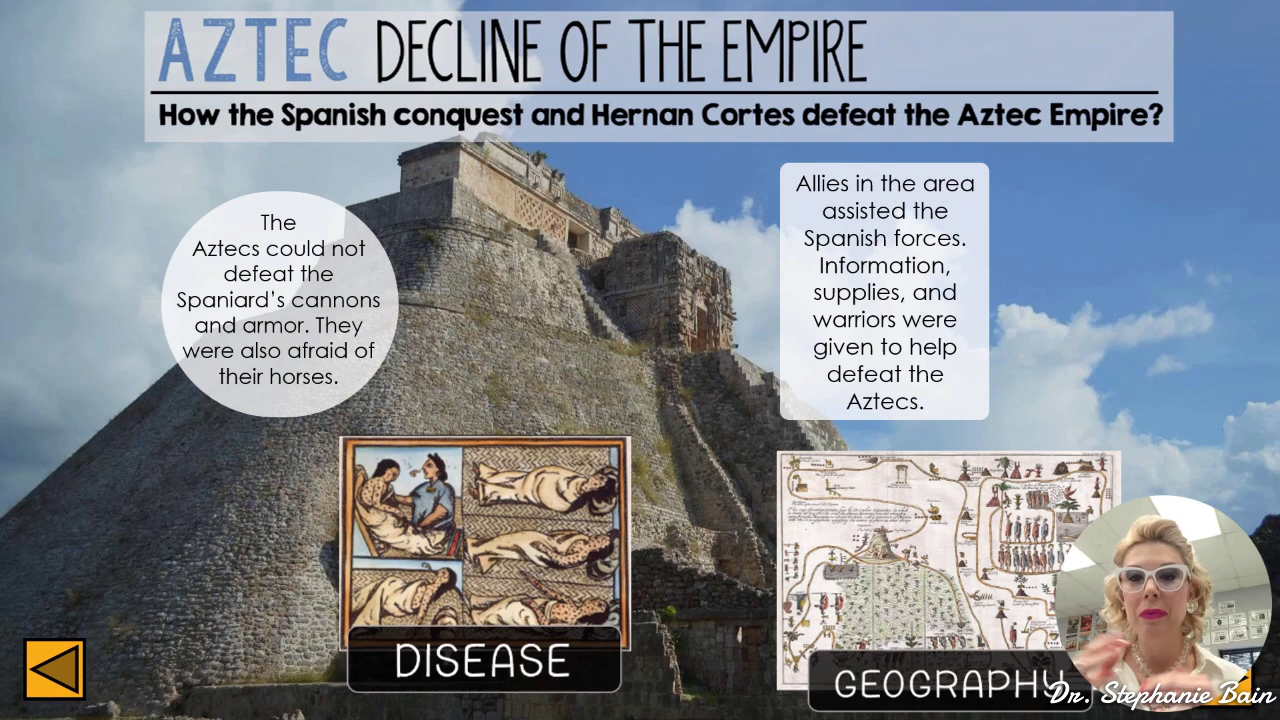 AZTEC DECLINE OF THE EMPIRE
How the Spanish conquest and Hernan Cortes defeat the Aztec Empire?
The
Aztecs could not
defeat the
Spaniard's cannons
and armor. They
were also afraid of
their horses.
Allies in the area
assisted the
Spanish forces.
Information,
supplies, and
warriors were
given to help
defeat the
Aztecs.
DISEASE
GEOGRAPHY
Dr. Stephanie Bain